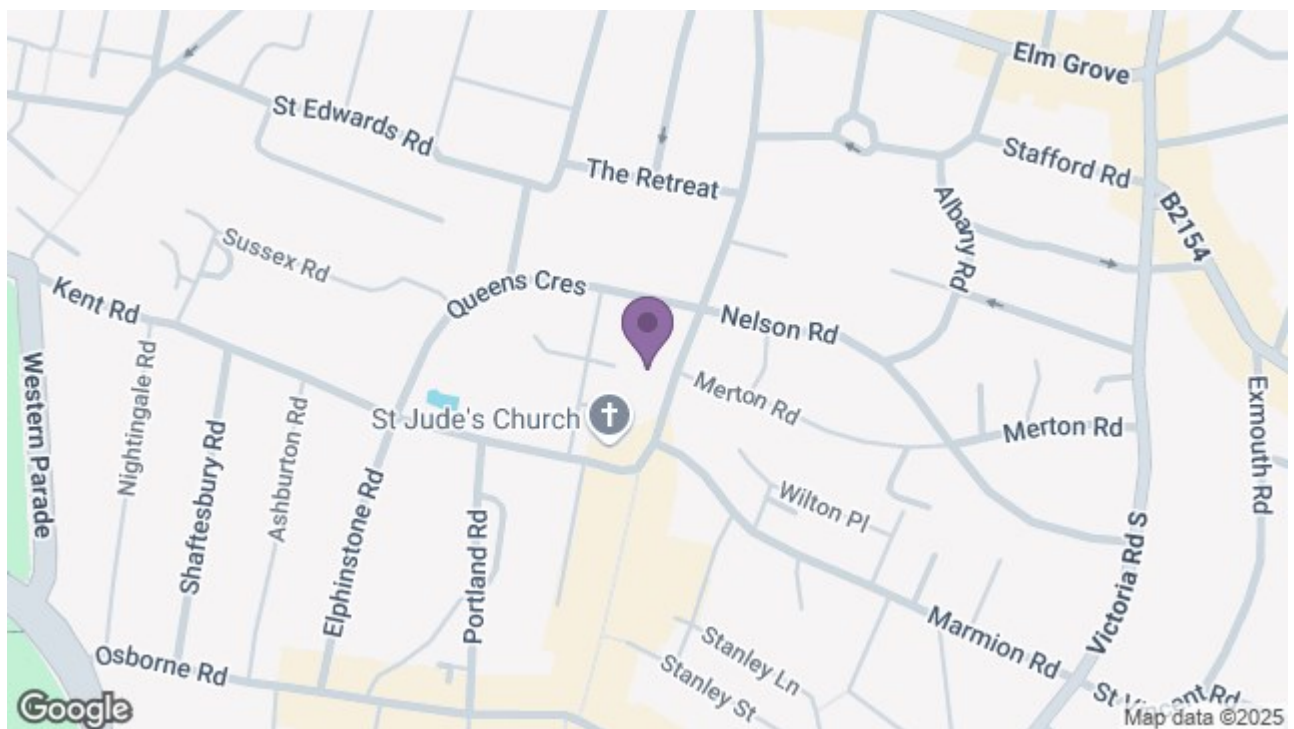 Elm Grove
St Edwards Rd
Stafford Rd
The Retreat
Albany Rd
B2154
Sussex Rd
Queens Cres
Kent Rd
Nelson Rd
Western Parade
Nightingale Rd
Merton Rd
St Jude's Church
Merton Rd
Exmouth Rd
Shaftesbury Rd
Ashburton Rd
Wilton Pl
Elphinstone Rd
Portland Rd
Victoria Rd S
Marmion Rd
Stanley Ln
Osborne Rd
Stanley St
St Vincent Rd
Google
Map data ©2025